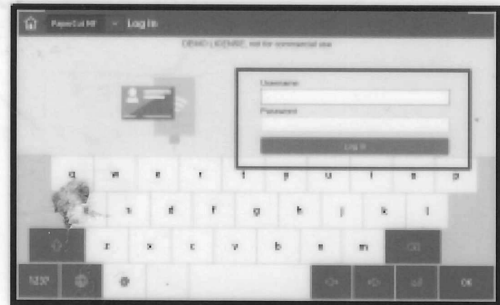 PaperCut MF - Log In
DEMO LICENSE, not for commercial use
Username
Password
Log in
q w e r t y u i o p
s d f g h j k l
z x c v b n m
123? @ . OK